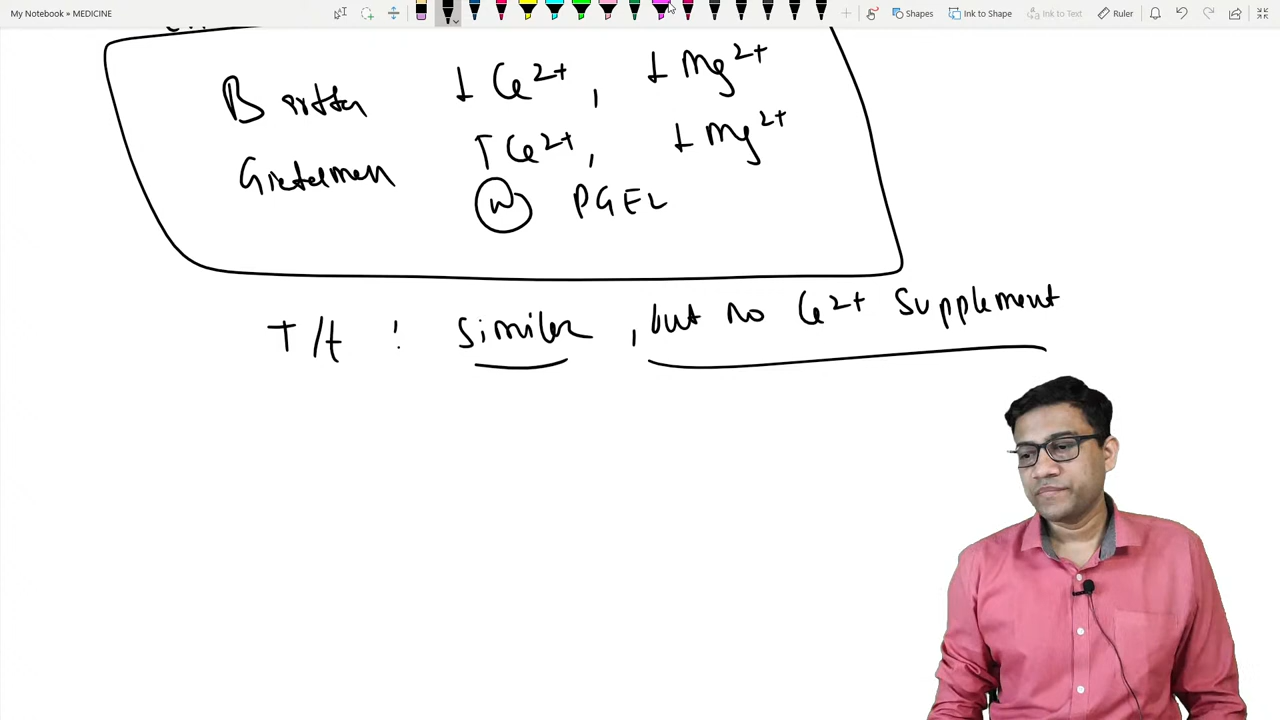 My Notebook » MEDICINE
Shapes
Ink to Shape
Ink to Text
Ruler
Bartter ↓ Ca2+, ↓ Mg2+
Gitelman ↑ Ca2+, ↓ Mg2+
N PGE2
T/t : Similar, but no Ca2+ Supplement